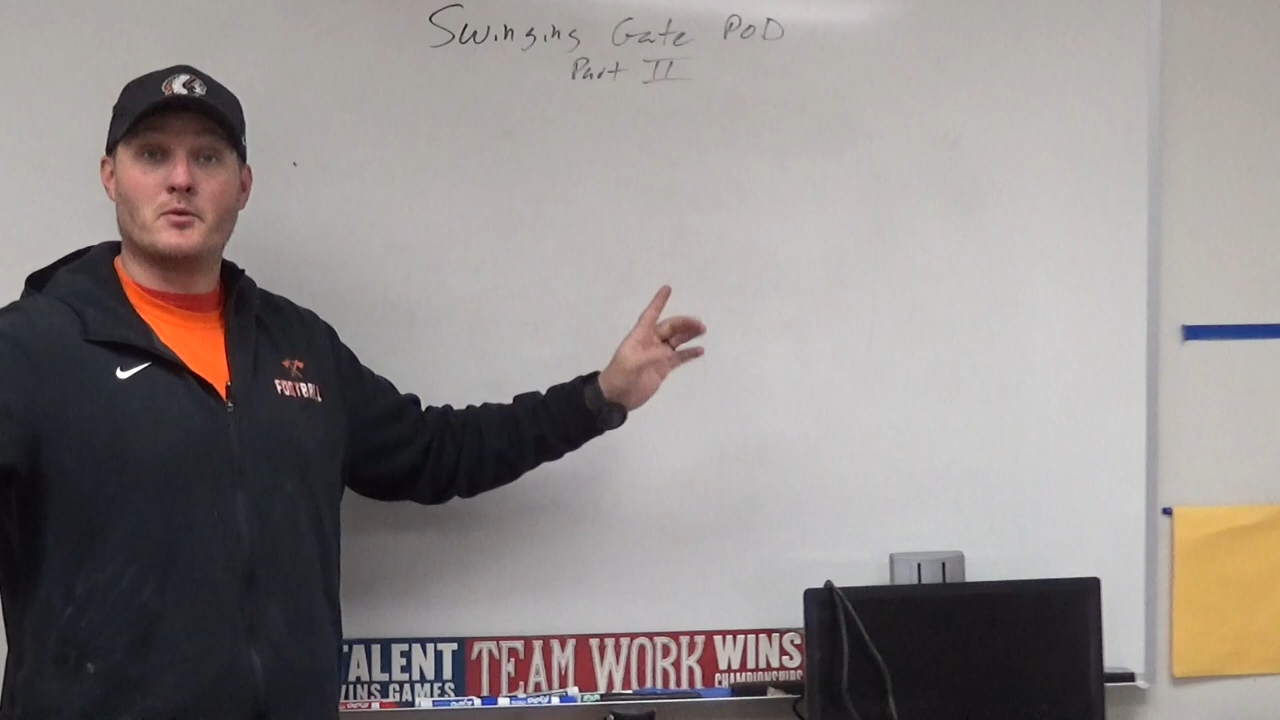 Swinging Gate PoD
Part II
FOOTBALL
TALENT
WINS GAMES
TEAM WORK
WINS
CHAMPIONSHIPS